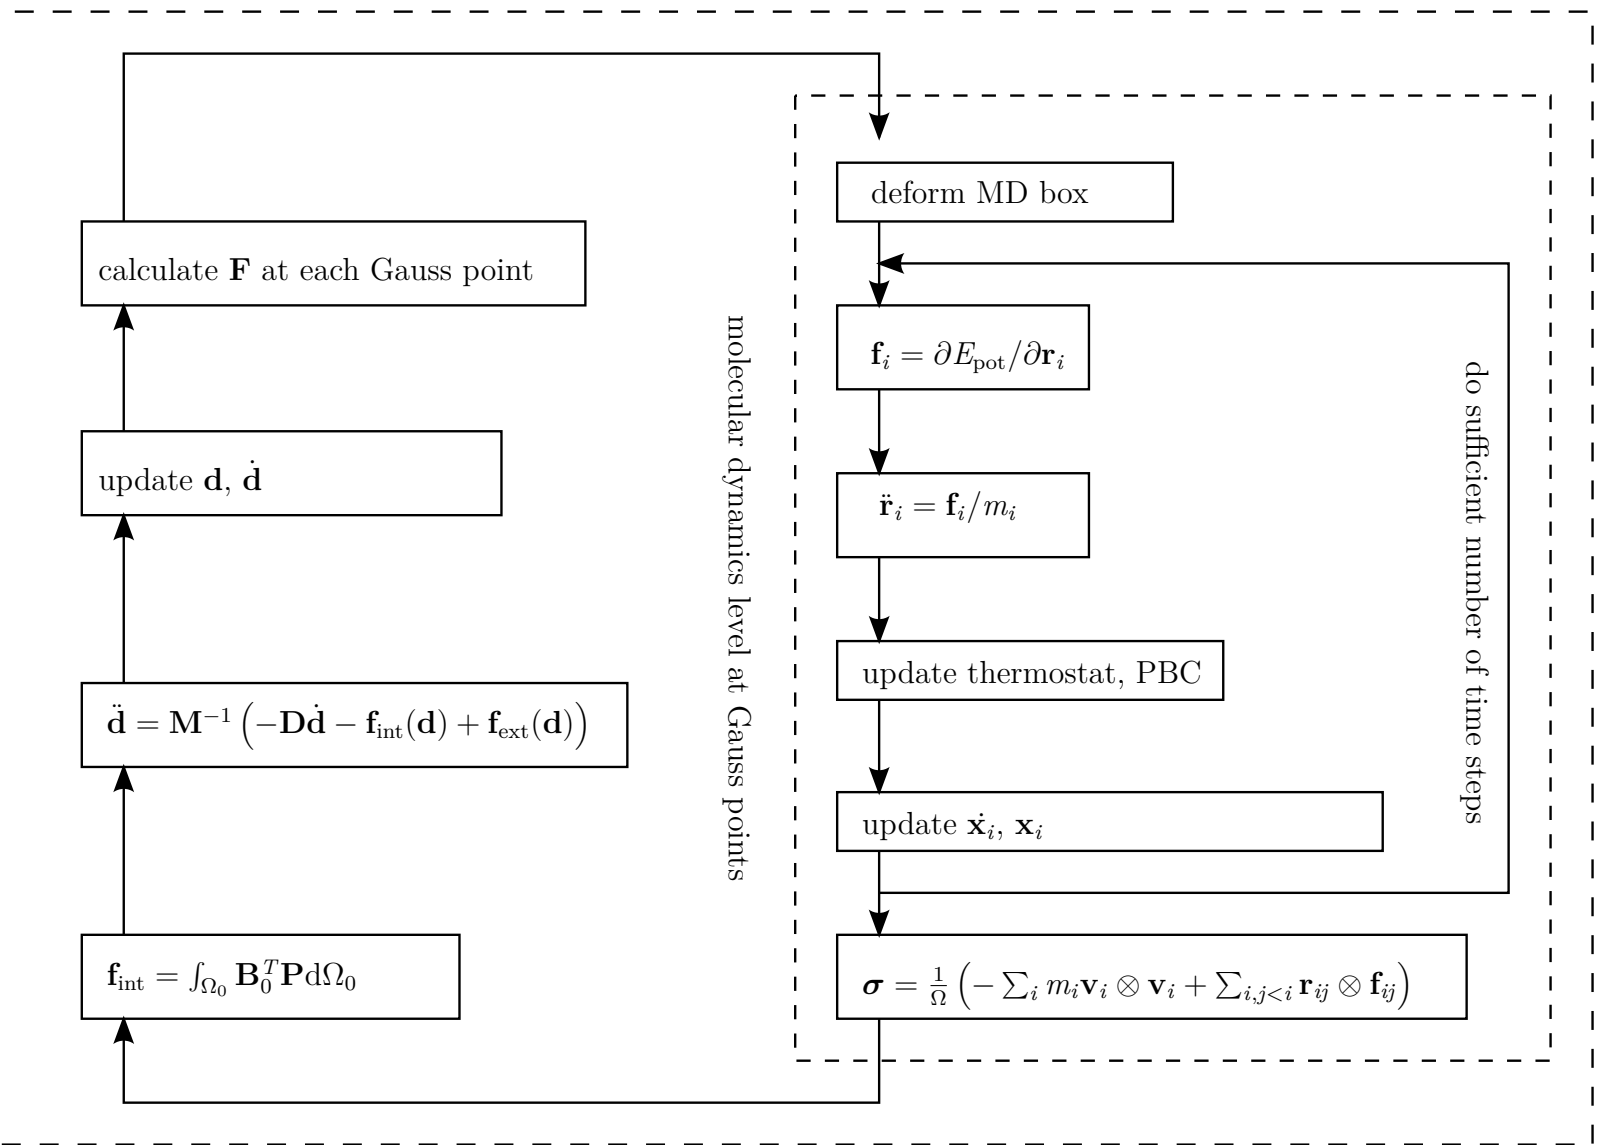 calculate F at each Gauss point
update d, ḋ
d̈ = M⁻¹ (−Dḋ − f_int(d) + f_ext(d))
f_int = ∫_Ω₀ B₀ᵀ P dΩ₀
molecular dynamics level at Gauss points
deform MD box
f_i = ∂E_pot/∂r_i
r̈_i = f_i/m_i
update thermostat, PBC
update ẋ_i, x_i
σ = 1/Ω (−∑_i m_i v_i ⊗ v_i + ∑_{i,j<i} r_ij ⊗ f_ij)
do sufficient number of time steps